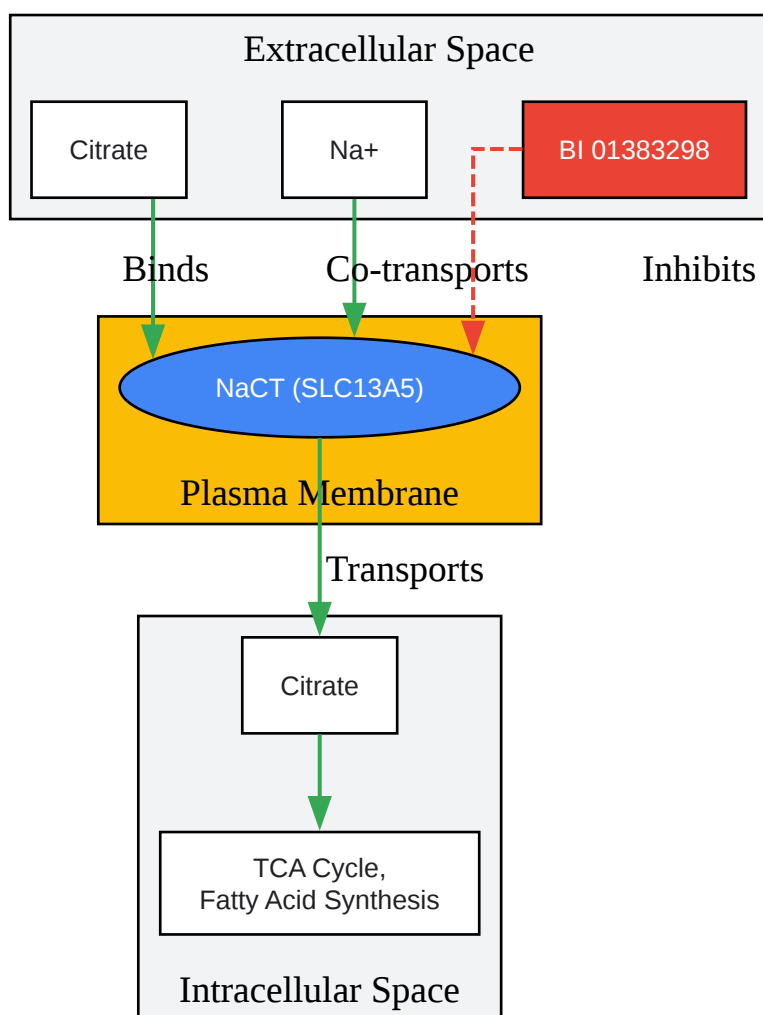 Extracellular Space
Citrate
Na+
BI 01383298
Binds
Co-transports
Inhibits
NaCT (SLC13A5)
Plasma Membrane
Transports
Citrate
TCA Cycle,
Fatty Acid Synthesis
Intracellular Space